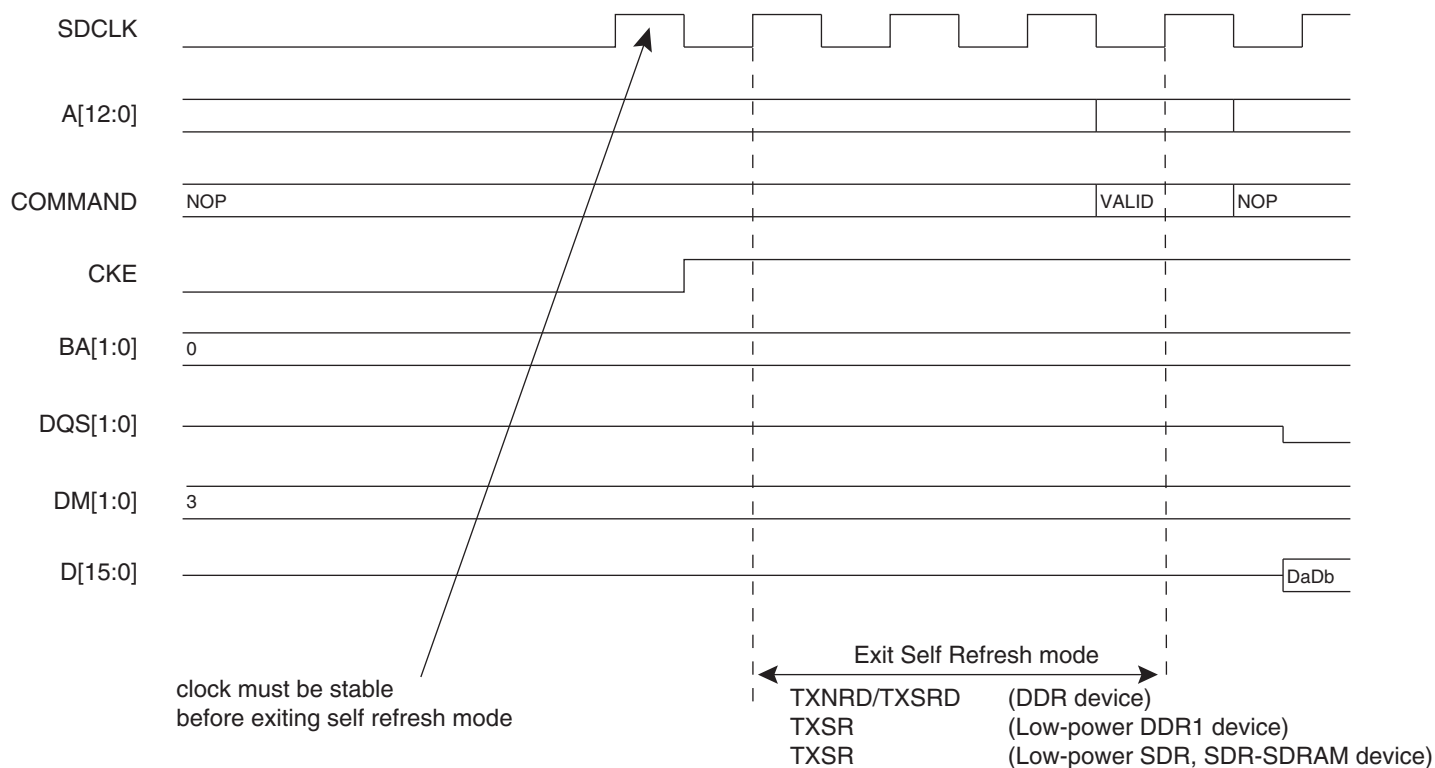 SDCLK
A[12:0]
COMMAND NOP VALID NOP
CKE
BA[1:0] 0
DQS[1:0]
DM[1:0] 3
D[15:0] DaDb
Exit Self Refresh mode
clock must be stable
before exiting self refresh mode
TXNRD/TXSRD (DDR device)
TXSR (Low-power DDR1 device)
TXSR (Low-power SDR, SDR-SDRAM device)